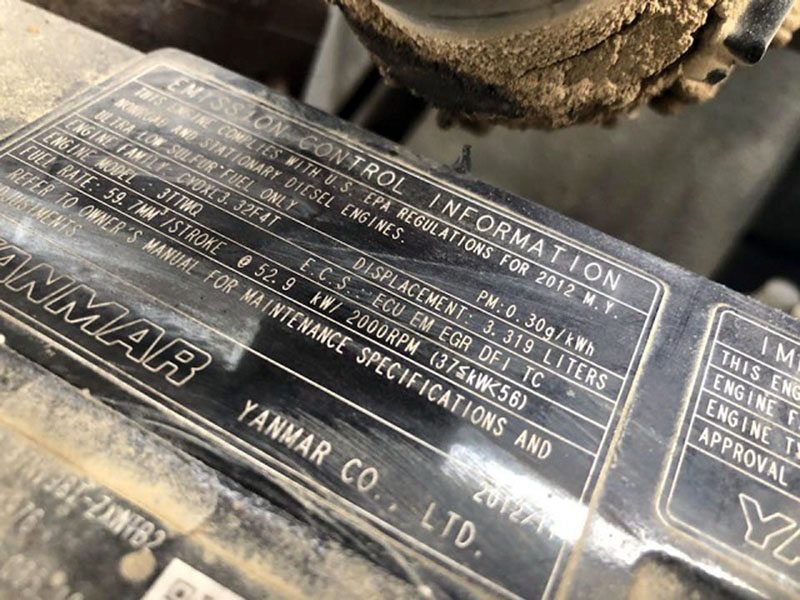 EMISSION CONTROL INFORMATION
THIS ENGINE COMPLIES WITH U.S. EPA REGULATIONS FOR 2012 M.Y.
NONROAD AND STATIONARY DIESEL ENGINES.
ULTRA LOW SULFUR FUEL ONLY PM:0.30g/kWh
ENGINE FAMILY: CYDXL3.32F4T DISPLACEMENT: 3.319 LITERS
ENGINE MODEL: 3TTWQ E.C.S.: ECU EM EGR DFI TC
FUEL RATE: 59.7MM³/STROKE @ 52.9 kW/ 2000RPM (37≤kW<56)
REFER TO OWNER'S MANUAL FOR MAINTENANCE SPECIFICATIONS AND
YANMAR
YANMAR CO., LTD.
THIS
ENGINE
ENGINE
APPROVAL